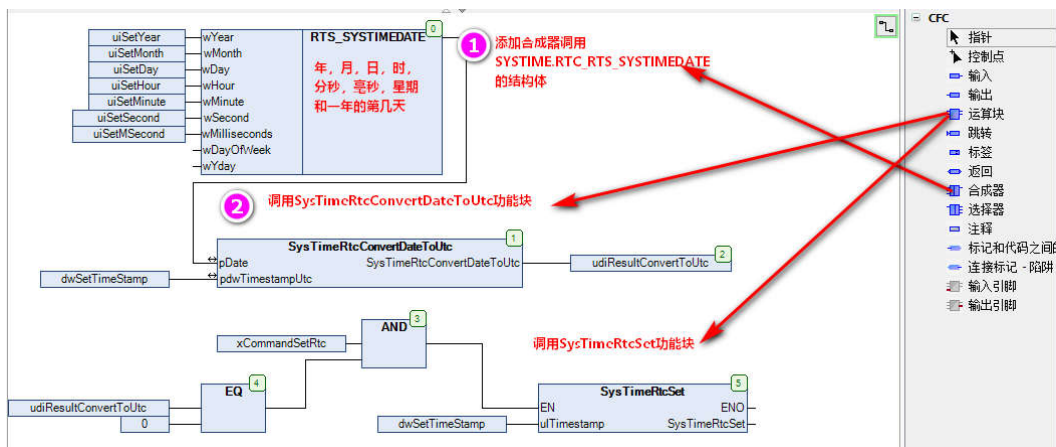 uiSetYear
uiSetMonth
uiSetDay
uiSetHour
uiSetMinute
uiSetSecond
uiSetMSecond
wYear
wMonth
wDay
wHour
wMinute
wSecond
wMilliseconds
wDayOfWeek
wYday
RTS_SYSTIMEDATE
0
年，月，日，时，
分秒，毫秒，星期
和一年的第几天
1
添加合成器调用
SYSTIME.RTC_RTS_SYSTIMEDATE
的结构体
2
调用SysTimeRtcConvertDateToUtc功能块
SysTimeRtcConvertDateToUtc
1
pDate
SysTimeRtcConvertDateToUtc
udiResultConvertToUtc
2
dwSetTimeStamp
pdwTimestampUtc
AND
3
xCommandSetRtc
调用SysTimeRtcSet功能块
EQ
4
udiResultConvertToUtc
0
SysTimeRtcSet
5
EN
ENO
dwSetTimeStamp
ulTimestamp
SysTimeRtcSet
CFC
指针
控制点
输入
输出
运算块
跳转
标签
返回
合成器
选择器
注释
标记和代码之间的
连接标记 - 陷阱
输入引脚
输出引脚